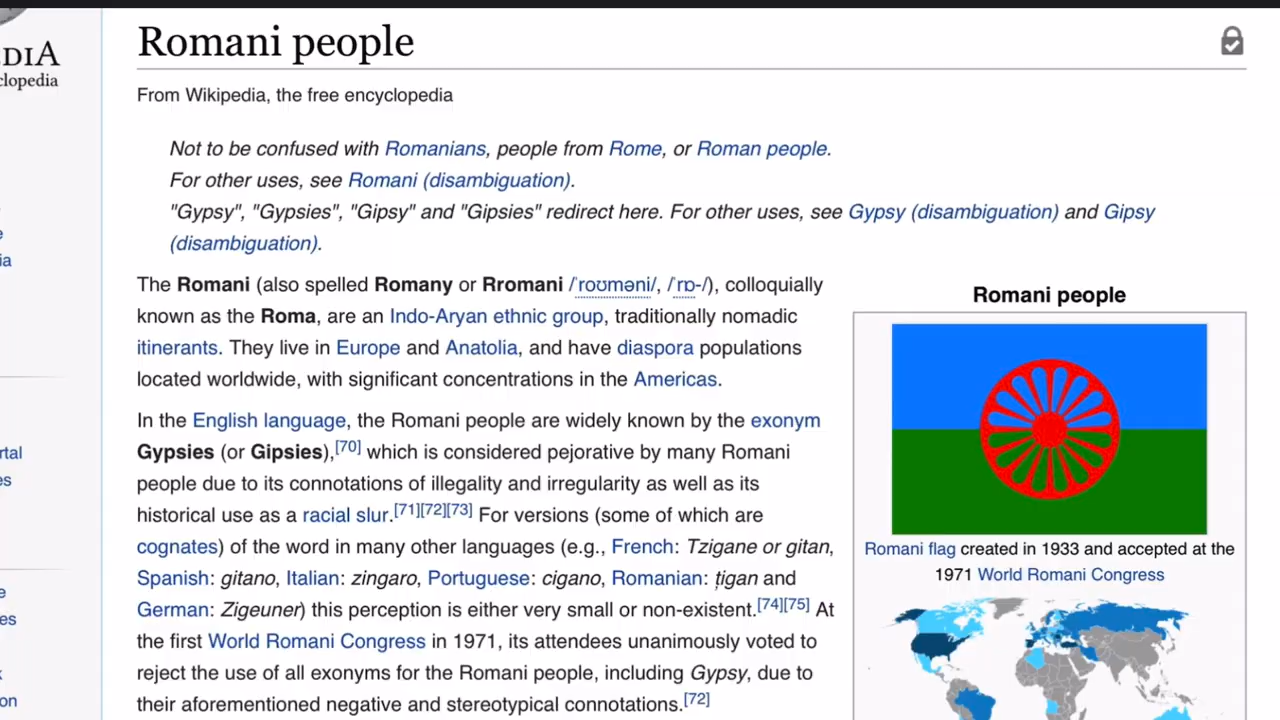 DIA
clopedia
e
ia
rtal
es
e
es
k
on
Romani people
From Wikipedia, the free encyclopedia
Not to be confused with Romanians, people from Rome, or Roman people.
For other uses, see Romani (disambiguation).
"Gypsy", "Gypsies", "Gipsy" and "Gipsies" redirect here. For other uses, see Gypsy (disambiguation) and Gipsy
(disambiguation).
The Romani (also spelled Romany or Rromani /ˈroʊməni/, /ˈrɒ-/), colloquially
known as the Roma, are an Indo-Aryan ethnic group, traditionally nomadic
itinerants. They live in Europe and Anatolia, and have diaspora populations
located worldwide, with significant concentrations in the Americas.
In the English language, the Romani people are widely known by the exonym
Gypsies (or Gipsies),[70] which is considered pejorative by many Romani
people due to its connotations of illegality and irregularity as well as its
historical use as a racial slur.[71][72][73] For versions (some of which are
cognates) of the word in many other languages (e.g., French: Tzigane or gitan,
Spanish: gitano, Italian: zingaro, Portuguese: cigano, Romanian: țigan and
German: Zigeuner) this perception is either very small or non-existent.[74][75] At
the first World Romani Congress in 1971, its attendees unanimously voted to
reject the use of all exonyms for the Romani people, including Gypsy, due to
their aforementioned negative and stereotypical connotations.[72]
Romani people
Romani flag created in 1933 and accepted at the
1971 World Romani Congress